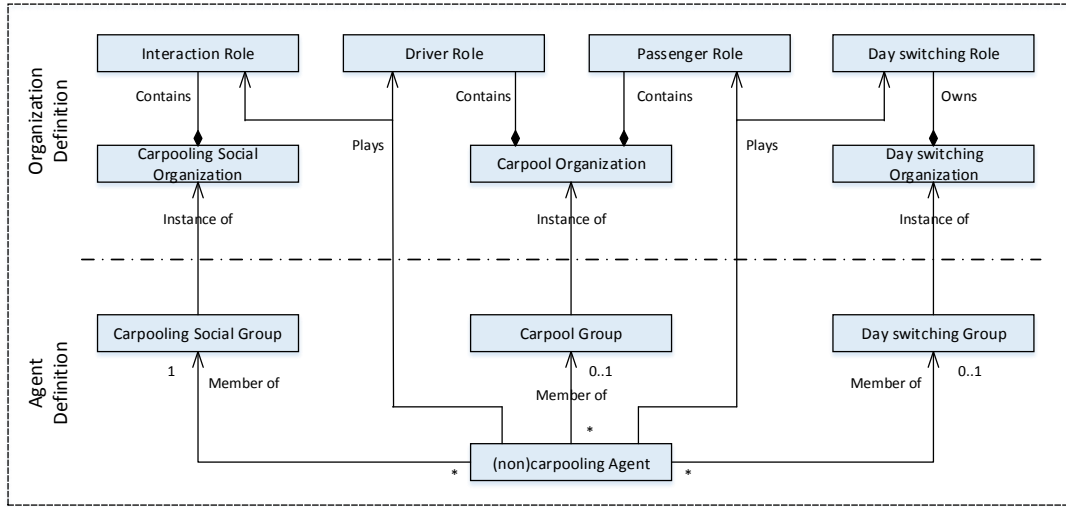 Organization
Definition
Interaction Role
Driver Role
Passenger Role
Day switching Role
Contains
Contains
Contains
Owns
Plays
Plays
Carpooling Social
Organization
Carpool Organization
Day switching
Organization
Instance of
Instance of
Instance of
Agent
Definition
Carpooling Social Group
Carpool Group
Day switching Group
1
0..1
0..1
Member of
Member of
Member of
*
(non)carpooling Agent
*
*